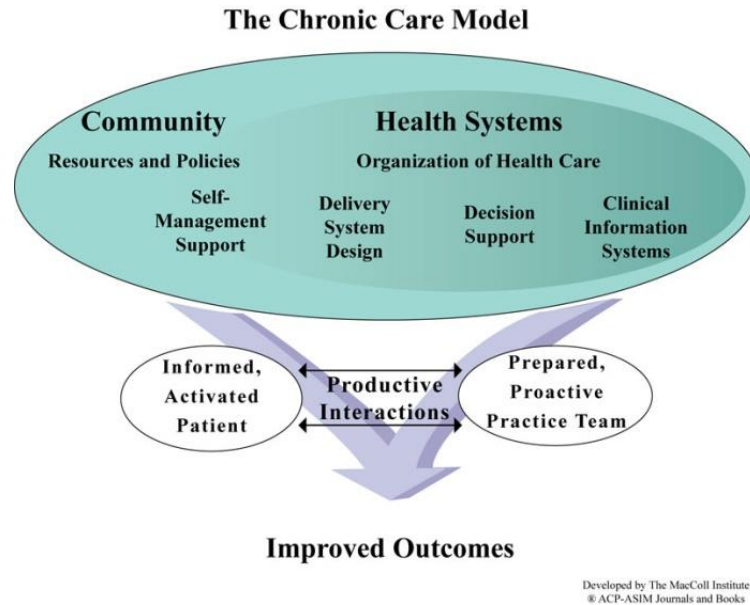 The Chronic Care Model
Community
Health Systems
Resources and Policies
Organization of Health Care
Self-
Management
Support
Delivery
System
Design
Decision
Support
Clinical
Information
Systems
Informed,
Activated
Patient
Productive
Interactions
Prepared,
Proactive
Practice Team
Improved Outcomes
Developed by The MacColl Institute
® ACP-ASIM Journals and Books